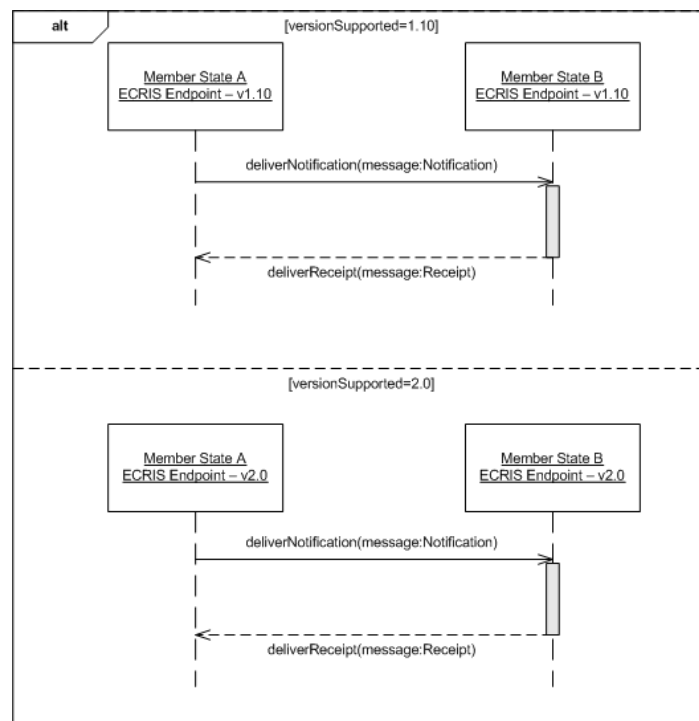 alt
[versionSupported=1.10]
Member State A
ECRIS Endpoint – v1.10
Member State B
ECRIS Endpoint – v1.10
deliverNotification(message:Notification)
deliverReceipt(message:Receipt)
[versionSupported=2.0]
Member State A
ECRIS Endpoint – v2.0
Member State B
ECRIS Endpoint – v2.0
deliverNotification(message:Notification)
deliverReceipt(message:Receipt)